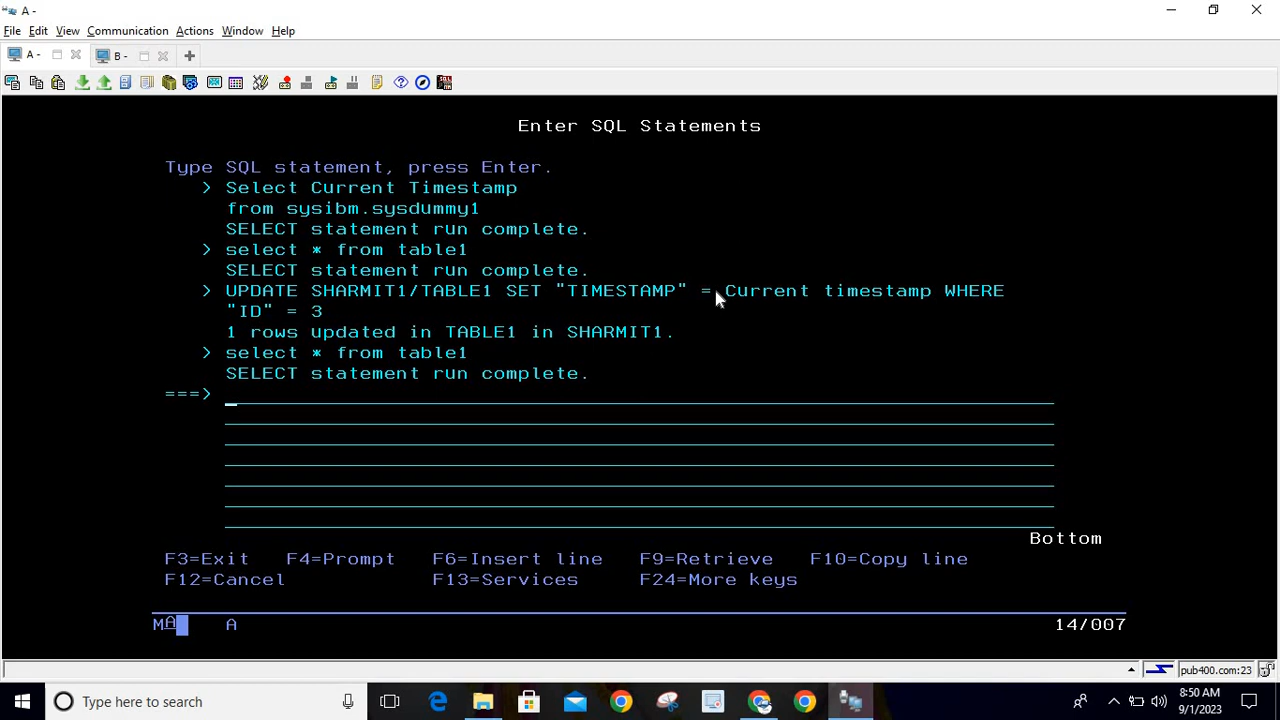 A -
File Edit View Communication Actions Window Help
A - B -
Enter SQL Statements
Type SQL statement, press Enter.
> Select Current Timestamp
from sysibm.sysdummy1
SELECT statement run complete.
> select * from table1
SELECT statement run complete.
> UPDATE SHARMIT1/TABLE1 SET "TIMESTAMP" = Current timestamp WHERE
"ID" = 3
1 rows updated in TABLE1 in SHARMIT1.
> select * from table1
SELECT statement run complete.
===>
Bottom
F3=Exit F4=Prompt F6=Insert line F9=Retrieve F10=Copy line
F12=Cancel F13=Services F24=More keys
MA A 14/007
pub400.com:23
Type here to search
8:50 AM
9/1/2023